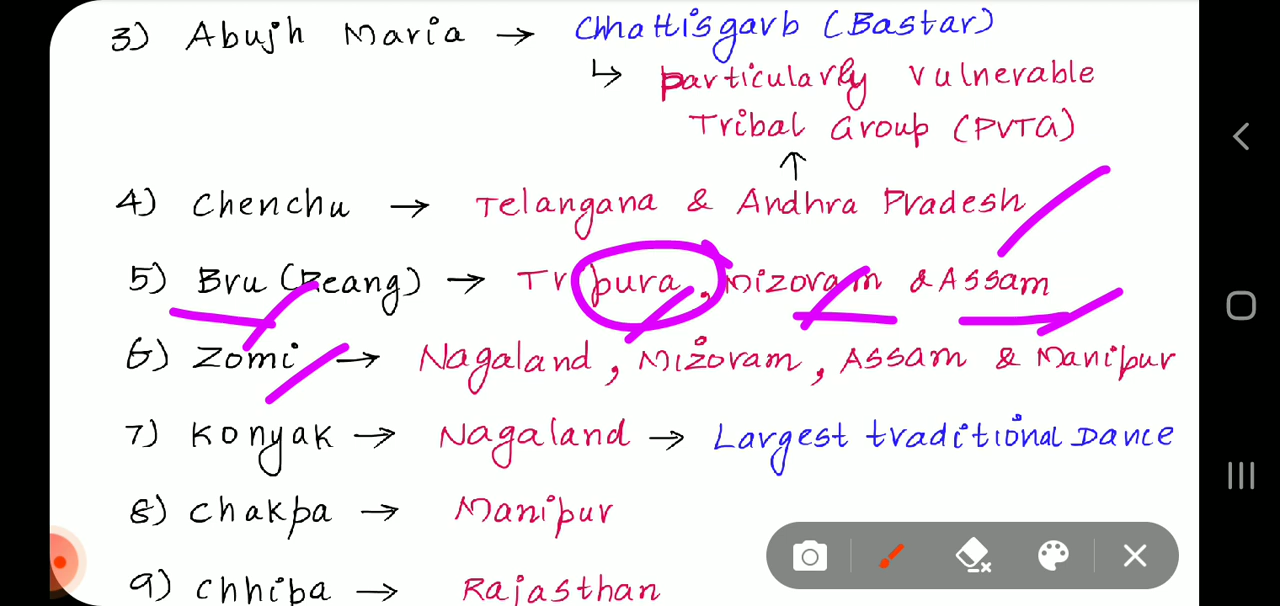 3) Abujh Maria → Chhattisgarh (Bastar)
↳ particularly vulnerable
Tribal Group (PVTG)
↑
4) Chenchu → Telangana & Andhra Pradesh
5) Bru (Reang) → Tripura, Mizoram & Assam
6) Zomi → Nagaland, Mizoram, Assam & Manipur
7) Konyak → Nagaland → Largest traditional Dance
8) Chakpa → Manipur
9) Chhiba → Rajasthan